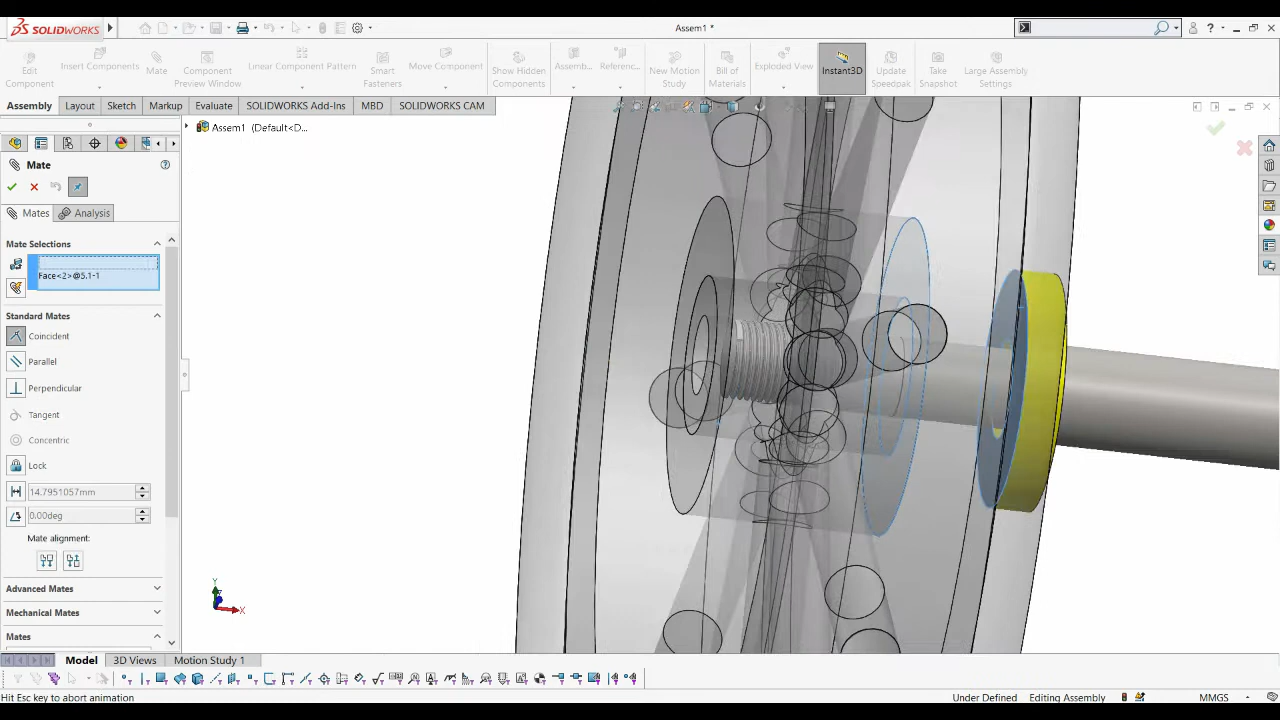 SOLIDWORKS
Assem1 *
Edit Component
Insert Components
Mate
Component Preview Window
Linear Component Pattern
Smart Fasteners
Move Component
Show Hidden Components
Assemb...
Referenc...
New Motion Study
Bill of Materials
Exploded View
Instant3D
Update Speedpak
Take Snapshot
Large Assembly Settings
Assembly
Layout
Sketch
Markup
Evaluate
SOLIDWORKS Add-Ins
MBD
SOLIDWORKS CAM
Assem1 (Default<D...
Mate
Mates
Analysis
Mate Selections
Face<2>@5.1-1
Standard Mates
Coincident
Parallel
Perpendicular
Tangent
Concentric
Lock
14.7951057mm
0.00deg
Mate alignment:
Advanced Mates
Mechanical Mates
Mates
Y
X
Model
3D Views
Motion Study 1
Hit Esc key to abort animation
Under Defined
Editing Assembly
MMGS